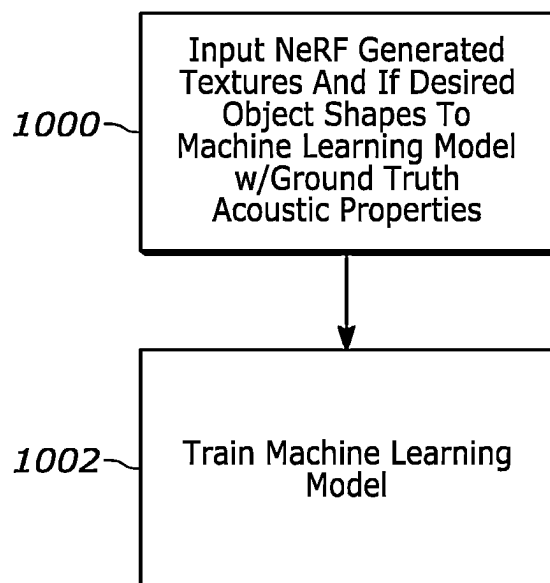 Input NeRF Generated
Textures And If Desired
Object Shapes To
Machine Learning Model
w/Ground Truth
Acoustic Properties
1000
Train Machine Learning
Model
1002